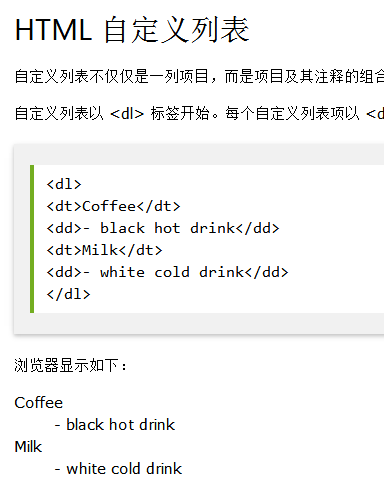 HTML 自定义列表
自定义列表不仅仅是一列项目，而是项目及其注释的组合
自定义列表以 <dl> 标签开始。每个自定义列表项以 <d
<dl>
<dt>Coffee</dt>
<dd>- black hot drink</dd>
<dt>Milk</dt>
<dd>- white cold drink</dd>
</dl>
浏览器显示如下：
Coffee
- black hot drink
Milk
- white cold drink